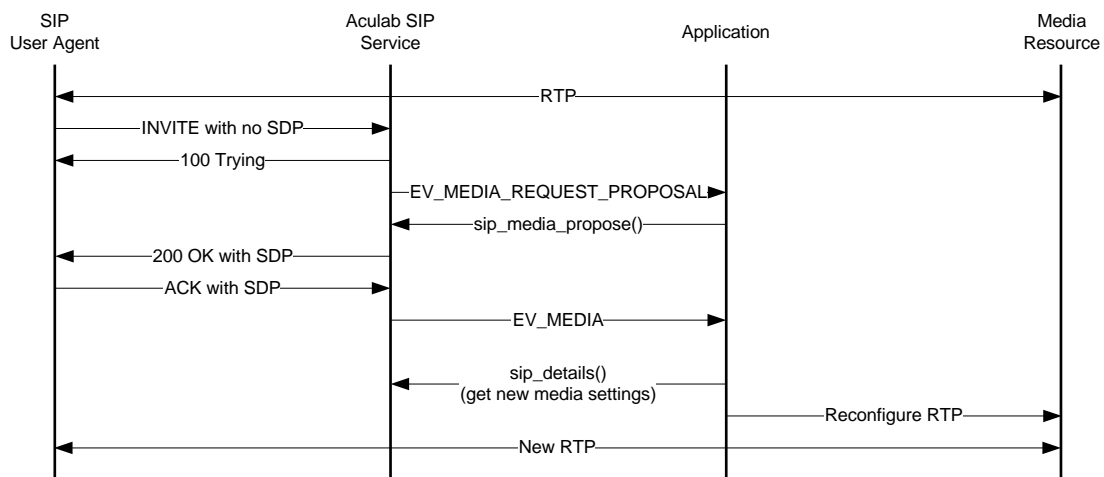 SIP
User Agent
Aculab SIP
Service
Application
Media
Resource
RTP
INVITE with no SDP
100 Trying
EV_MEDIA_REQUEST_PROPOSAL
sip_media_propose()
200 OK with SDP
ACK with SDP
EV_MEDIA
sip_details()
(get new media settings)
Reconfigure RTP
New RTP